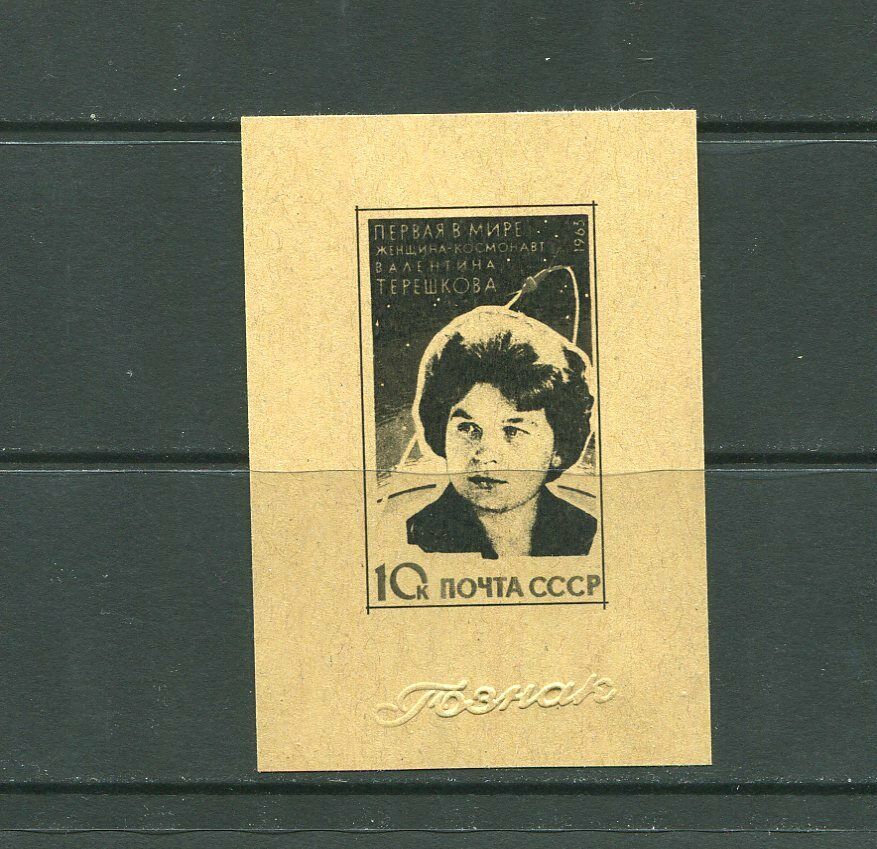 ПЕРВАЯ В МИРЕ
ЖЕНЩИНА-КОСМОНАВТ
ВАЛЕНТИНА
ТЕРЕШКОВА
1963
10к ПОЧТА СССР
Гознак